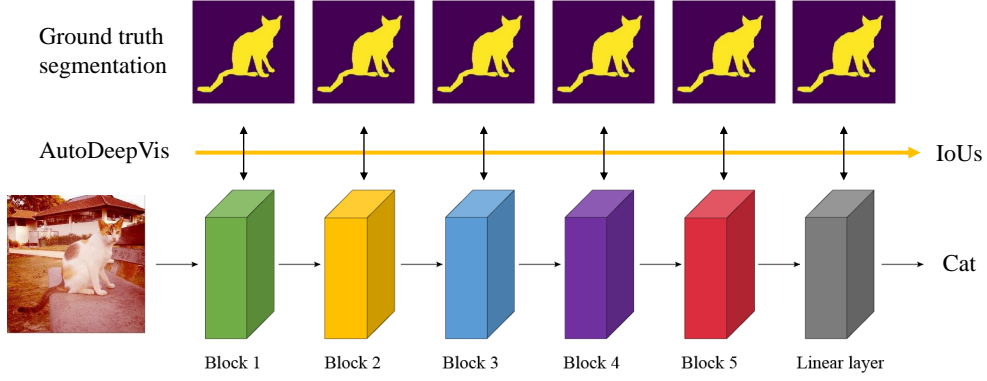 Ground truth
segmentation
AutoDeepVis
IoUs
Cat
Block 1
Block 2
Block 3
Block 4
Block 5
Linear layer